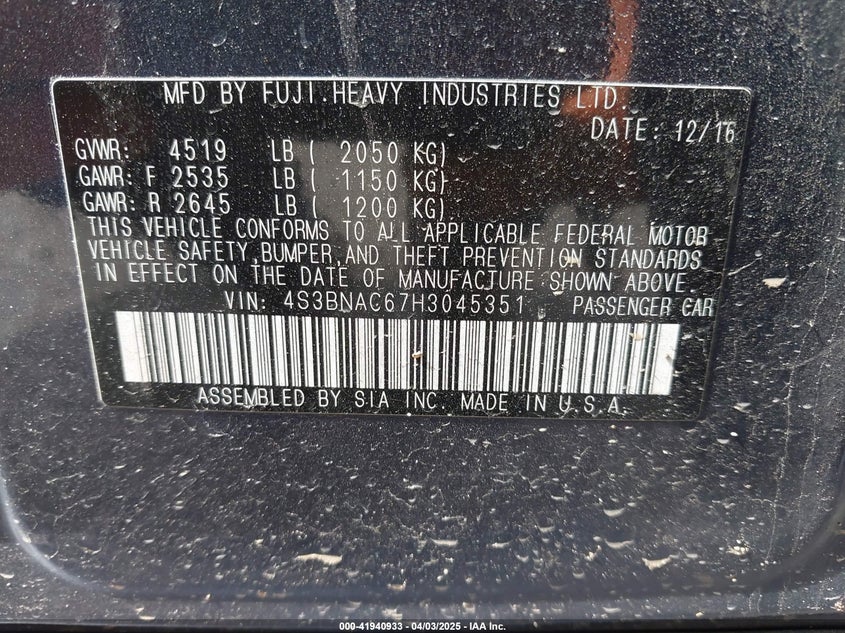 MFD BY FUJI HEAVY INDUSTRIES LTD.
DATE: 12/16
GVWR: 4519 LB ( 2050 KG)
GAWR: F 2535 LB ( 1150 KG)
GAWR: R 2645 LB ( 1200 KG)
THIS VEHICLE CONFORMS TO ALL APPLICABLE FEDERAL MOTOR
VEHICLE SAFETY, BUMPER, AND THEFT PREVENTION STANDARDS
IN EFFECT ON THE DATE OF MANUFACTURE SHOWN ABOVE.
VIN: 4S3BNAC67H3045351 PASSENGER CAR
ASSEMBLED BY SIA INC. MADE IN U.S.A.
000-41940933 - 04/03/2025 - IAA Inc.